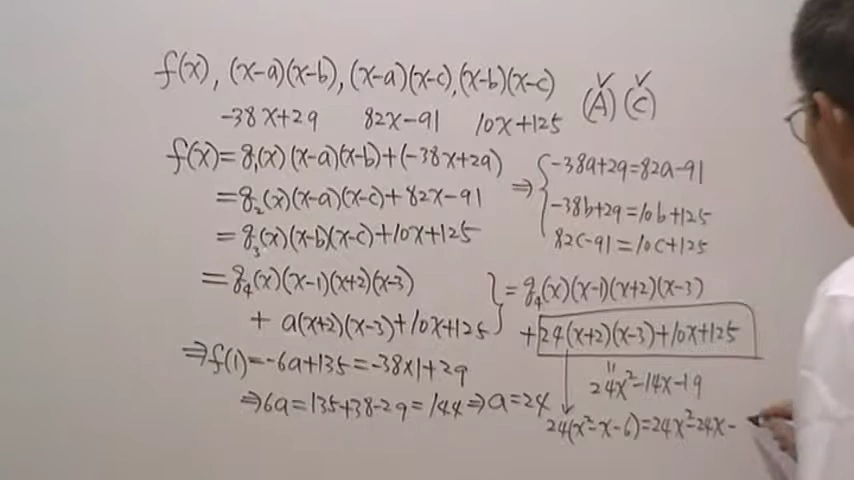 f(x), (x-a)(x-b), (x-a)(x-c), (x-b)(x-c) (A) (C)
-38x+29 82x-91 10x+125
f(x)=g₁(x)(x-a)(x-b)+(-38x+29)
=g₂(x)(x-a)(x-c)+82x-91
=g₃(x)(x-b)(x-c)+10x+125
⇒ { -38a+29=82a-91
-38b+29=10b+125
82c-91=10c+125
=g₄(x)(x-1)(x+2)(x-3)
+ a(x+2)(x-3)+10x+125
} =g₄(x)(x-1)(x+2)(x-3)
+ 24(x+2)(x-3)+10x+125
⇒f(1)=-6a+135=-38×1+29
⇒6a=135+38-29=144⇒a=24
24x²-14x-19
24(x²-x-6)=24x²-24x-